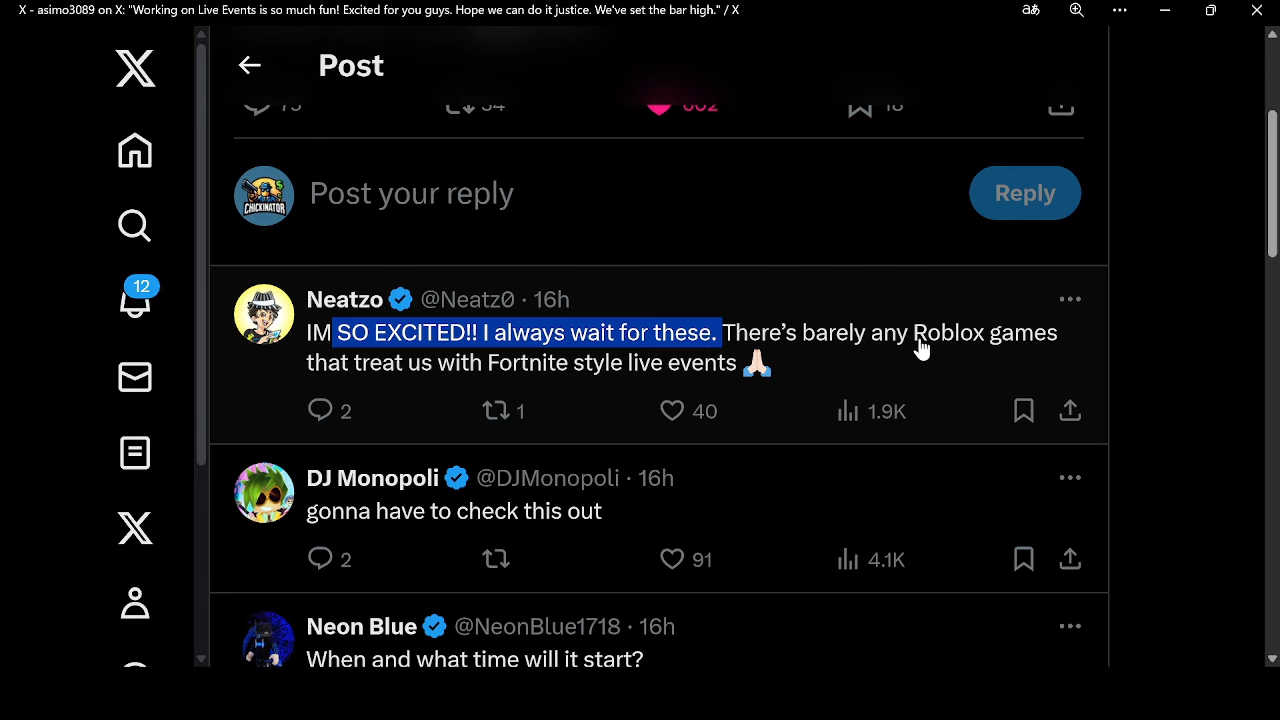 X - asimo3089 on X: "Working on Live Events is so much fun! Excited for you guys. Hope we can do it justice. We've set the bar high." / X
Post
602
18
CHICKINATOR
Post your reply
Reply
12
Neatzo @Neatz0 · 16h
IM SO EXCITED!! I always wait for these. There's barely any Roblox games
that treat us with Fortnite style live events 🙏🏻
2 1 40 1.9K
DJ Monopoli @DJMonopoli · 16h
gonna have to check this out
2 91 4.1K
Neon Blue @NeonBlue1718 · 16h
When and what time will it start?